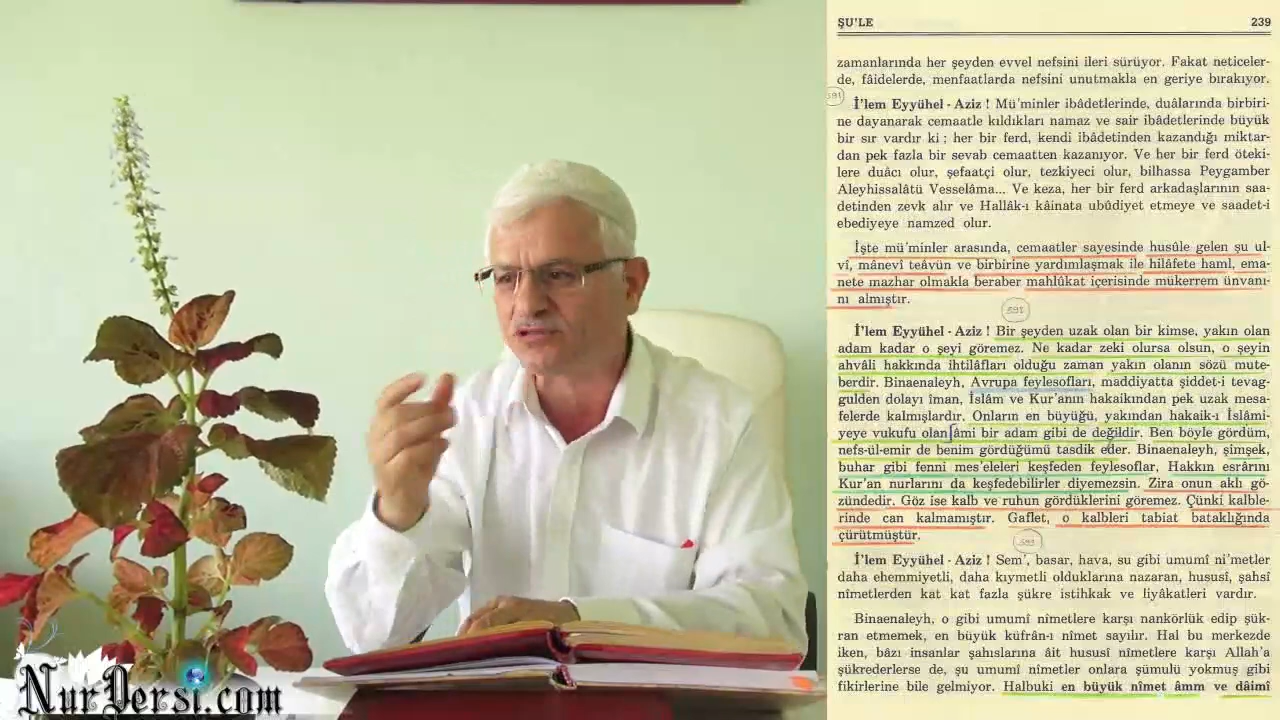 ŞU'LE 239
zamanlarında her şeyden evvel nefsini ileri sürüyor. Fakat neticeler-
de, fâidelerde, menfaatlarda nefsini unutmakla en geriye bırakıyor.
591
İ'lem Eyyühel - Aziz ! Mü'minler ibâdetlerinde, duâlarında birbiri-
ne dayanarak cemaatle kıldıkları namaz ve sair ibâdetlerinde büyük
bir sır vardır ki ; her bir ferd, kendi ibâdetinden kazandığı miktar-
dan pek fazla bir sevab cemaatten kazanıyor. Ve her bir ferd öteki-
lere duâcı olur, şefaatçi olur, tezkiyeci olur, bilhassa Peygamber
Aleyhissalâtü Vesselâma... Ve keza, her bir ferd arkadaşlarının saa-
detinden zevk alır ve Hallâk-ı kâinata ubûdiyet etmeye ve saadet-i
ebediyeye namzed olur.
İşte mü'minler arasında, cemaatler sayesinde husûle gelen şu ul-
vî, mânevî teâvün ve birbirine yardımlaşmak ile hilâfete haml, ema-
nete mazhar olmakla beraber mahlûkat içerisinde mükerrem ünvanı-
nı almıştır.
İ'lem Eyyühel - Aziz ! Bir şeyden uzak olan bir kimse, yakın olan
adam kadar o şeyi göremez. Ne kadar zeki olursa olsun, o şeyin
ahvâli hakkında ihtilâfları olduğu zaman yakın olanın sözü mute-
berdir. Binaenaleyh, Avrupa feylesofları, maddiyatta şiddet-i tevag-
gulden dolayı îman, İslâm ve Kur'anın hakaikından pek uzak mesa-
felerde kalmışlardır. Onların en büyüğü, yakından hakaik-ı İslâmi-
yeye vukufu olan âmi bir adam gibi de değildir. Ben böyle gördüm,
nefs-ül-emir de benim gördüğümü tasdik eder. Binaenaleyh, şimşek,
buhar gibi fenni mes'eleleri keşfeden feylesoflar, Hakkın esrârını
Kur'an nurlarını da keşfedebilirler diyemezsin. Zira onun aklı gö-
zündedir. Göz ise kalb ve ruhun gördüklerini göremez. Çünkî kalble-
rinde can kalmamıştır. Gaflet, o kalbleri tabiat bataklığında
çürütmüştür.
İ'lem Eyyühel - Aziz ! Sem', basar, hava, su gibi umumî ni'metler
daha ehemmiyetli, daha kıymetli olduklarına nazaran, hususî, şahsî
nîmetlerden kat kat fazla şükre istihkak ve liyâkatleri vardır.
Binaenaleyh, o gibi umumî nîmetlere karşı nankörlük edip şük-
ran etmemek, en büyük küfrân-ı nîmet sayılır. Hal bu merkezde
iken, bâzı insanlar şahıslarına âit hususî nîmetlere karşı Allah'a
şükrederlerse de, şu umumî nîmetler onlara şümulü yokmuş gibi
fikirlerine bile gelmiyor. Halbuki en büyük nîmet âmm ve dâimî
NurDersi.com